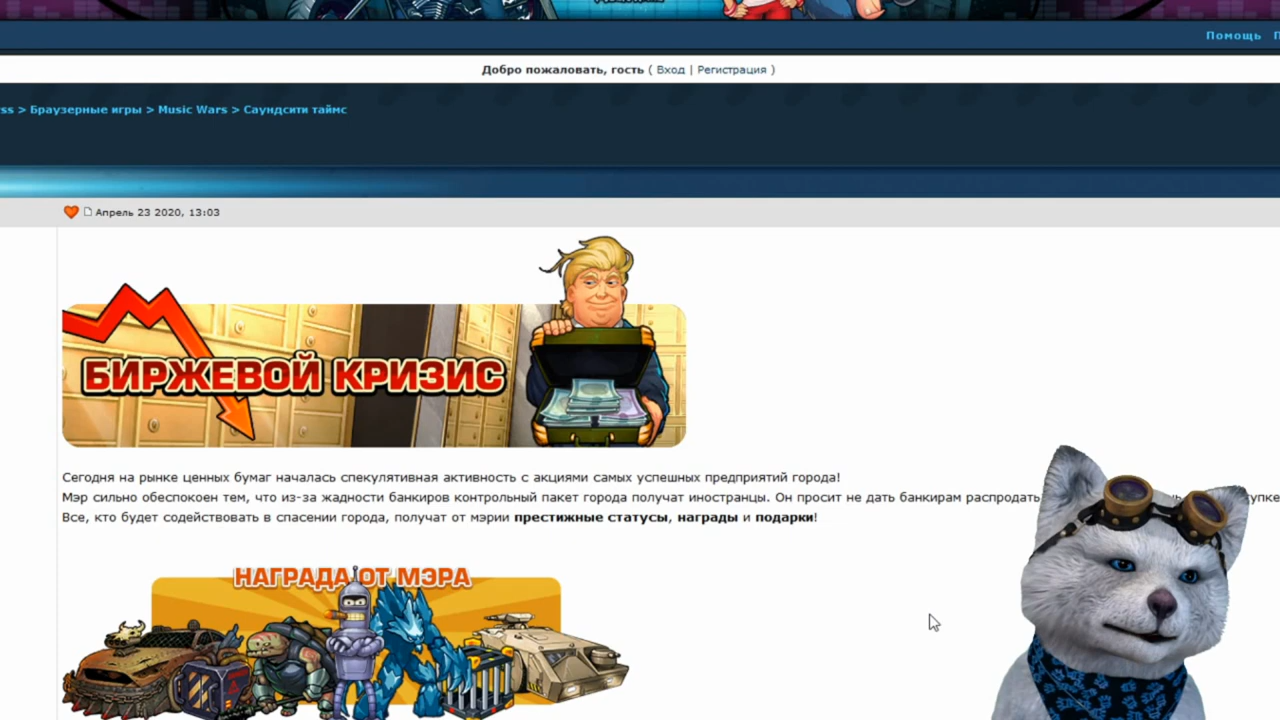 Помощь
Добро пожаловать, гость ( Вход | Регистрация )
ss > Браузерные игры > Music Wars > Саундсити таймс
Апрель 23 2020, 13:03
БИРЖЕВОЙ КРИЗИС
Сегодня на рынке ценных бумаг началась спекулятивная активность с акциями самых успешных предприятий города!
Мэр сильно обеспокоен тем, что из-за жадности банкиров контрольный пакет города получат иностранцы. Он просит не дать банкирам распродать
Все, кто будет содействовать в спасении города, получат от мэрии престижные статусы, награды и подарки!
НАГРАДА ОТ МЭРА